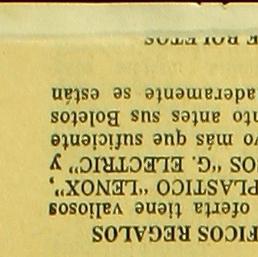 FICOS REGALOS
oferta tiene valiosos
PLASTICO "LENOX",
OS "G. ELECTRIC" y
o más que suficiente
nto antes sus Boletos
aderamente se están
E BOLETOS